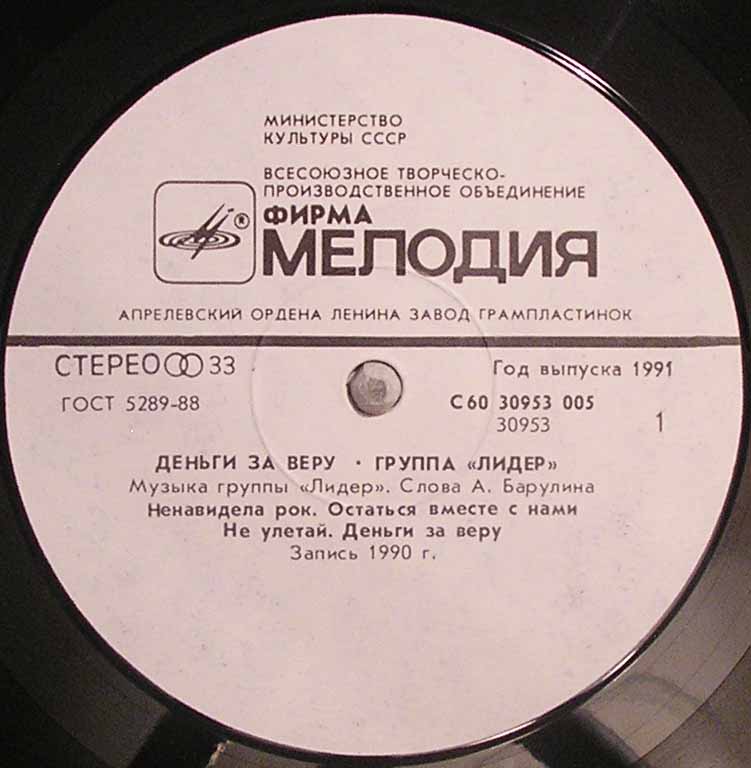 МИНИСТЕРСТВО
КУЛЬТУРЫ СССР
ВСЕСОЮЗНОЕ ТВОРЧЕСКО-
ПРОИЗВОДСТВЕННОЕ ОБЪЕДИНЕНИЕ
®
ФИРМА
МЕЛОДИЯ
АПРЕЛЕВСКИЙ ОРДЕНА ЛЕНИНА ЗАВОД ГРАМПЛАСТИНОК
СТЕРЕО 33
Год выпуска 1991
ГОСТ 5289-88
С60 30953 005
30953
1
ДЕНЬГИ ЗА ВЕРУ · ГРУППА «ЛИДЕР»
Музыка группы «Лидер». Слова А. Барулина
Ненавидела рок. Остаться вместе с нами
Не улетай. Деньги за веру
Запись 1990 г.